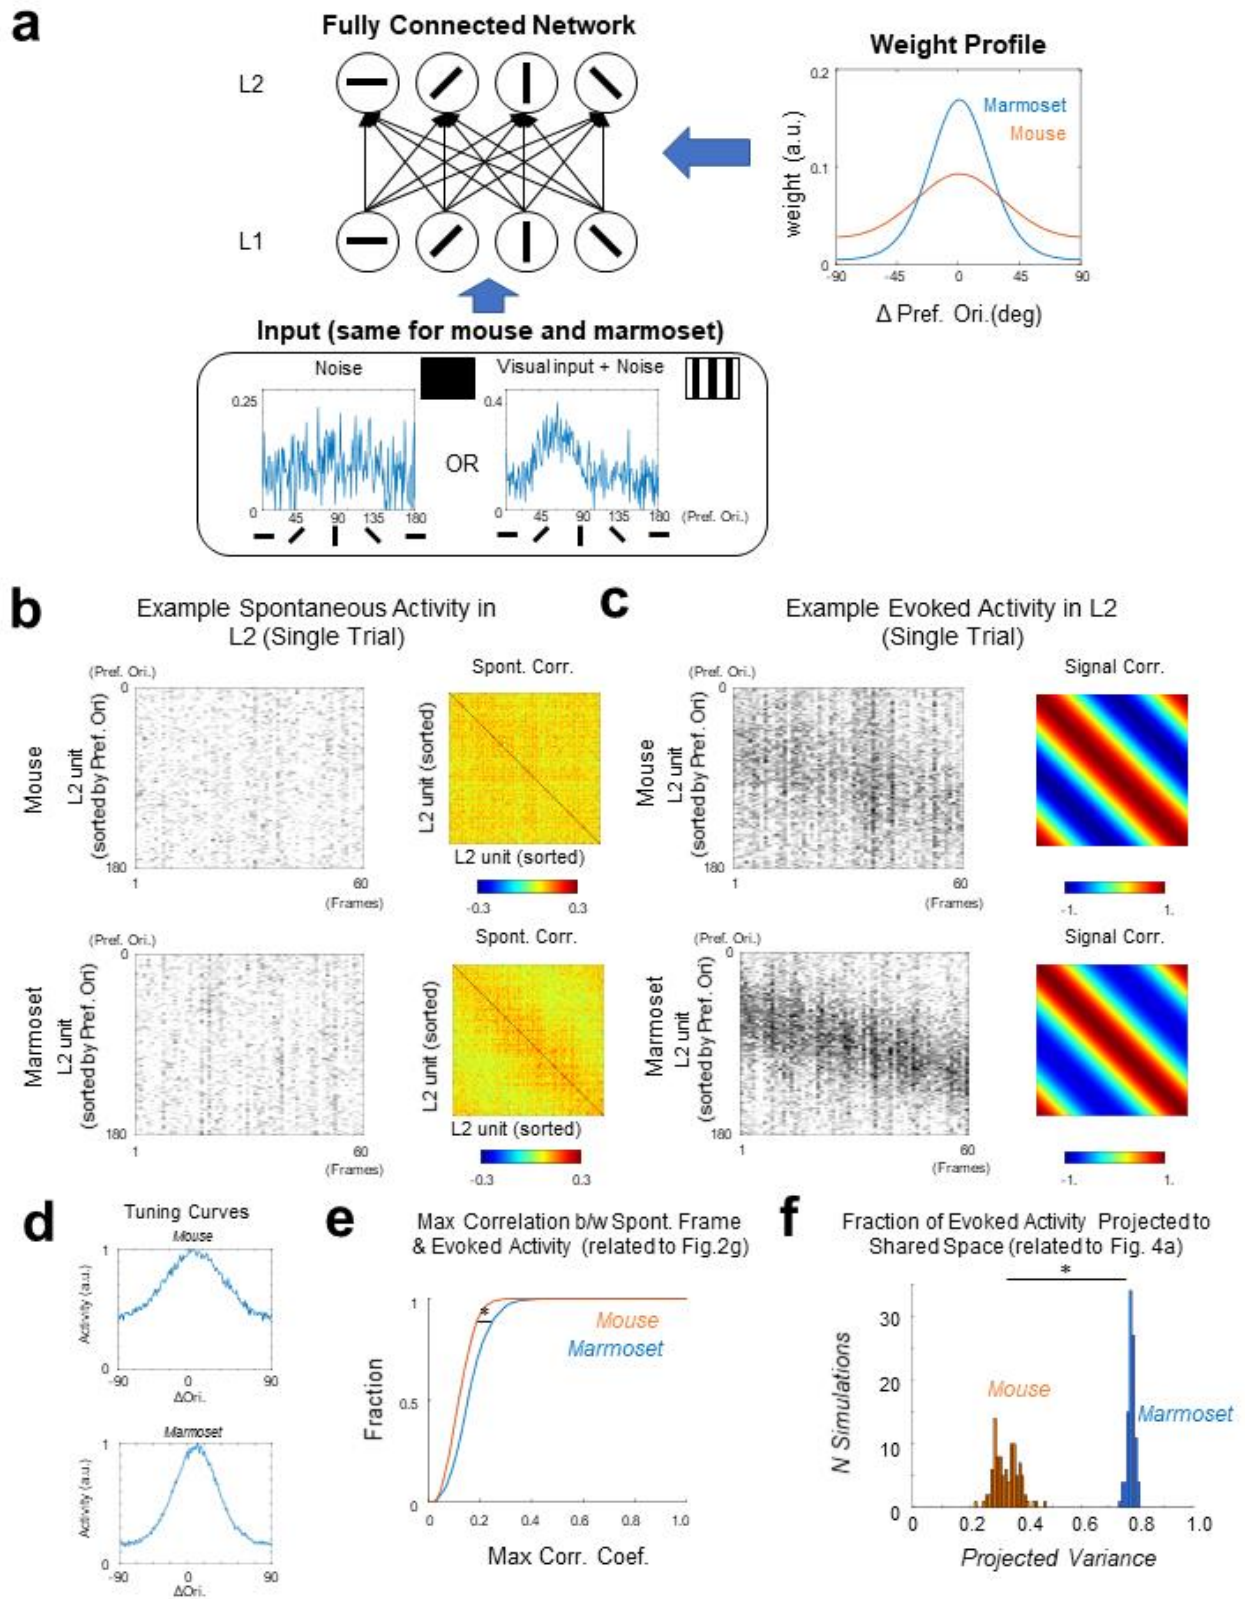 a
Fully Connected Network
L2
L1
Weight Profile
0.2
0.1
0
weight (a.u.)
Marmoset
Mouse
-90 -45 0 45 90
Δ Pref. Ori.(deg)
Input (same for mouse and marmoset)
Noise
0.25
0
45 90 135 180
OR
Visual input + Noise
0.4
0
45 90 135 180 (Pref. Ori.)
b
Example Spontaneous Activity in
L2 (Single Trial)
Mouse
L2 unit
(sorted by Pref. Ori)
(Pref. Ori.)
0
180
1 60
(Frames)
Spont. Corr.
L2 unit (sorted)
L2 unit (sorted)
-0.3 0.3
Marmoset
L2 unit
(sorted by Pref. Ori)
(Pref. Ori.)
0
180
1 60
(Frames)
Spont. Corr.
L2 unit (sorted)
L2 unit (sorted)
-0.3 0.3
c
Example Evoked Activity in L2
(Single Trial)
Mouse
L2 unit
(sorted by Pref. Ori)
(Pref. Ori.)
0
180
1 60
(Frames)
Signal Corr.
-1. 1.
Marmoset
L2 unit
(sorted by Pref. Ori)
(Pref. Ori.)
0
180
1 60
(Frames)
Signal Corr.
-1. 1.
d
Tuning Curves
Mouse
1
0
Activity (a.u.)
-90 0 90
ΔOri.
Marmoset
1
0
Activity (a.u.)
-90 0 90
ΔOri.
e
Max Correlation b/w Spont. Frame
& Evoked Activity (related to Fig.2g)
1
0.5
0
Fraction
*
Mouse
Marmoset
0 0.2 0.4 0.6 0.8 1.0
Max Corr. Coef.
f
Fraction of Evoked Activity Projected to
Shared Space (related to Fig. 4a)
*
30
20
10
0
N Simulations
Mouse
Marmoset
0 0.2 0.4 0.6 0.8 1.0
Projected Variance